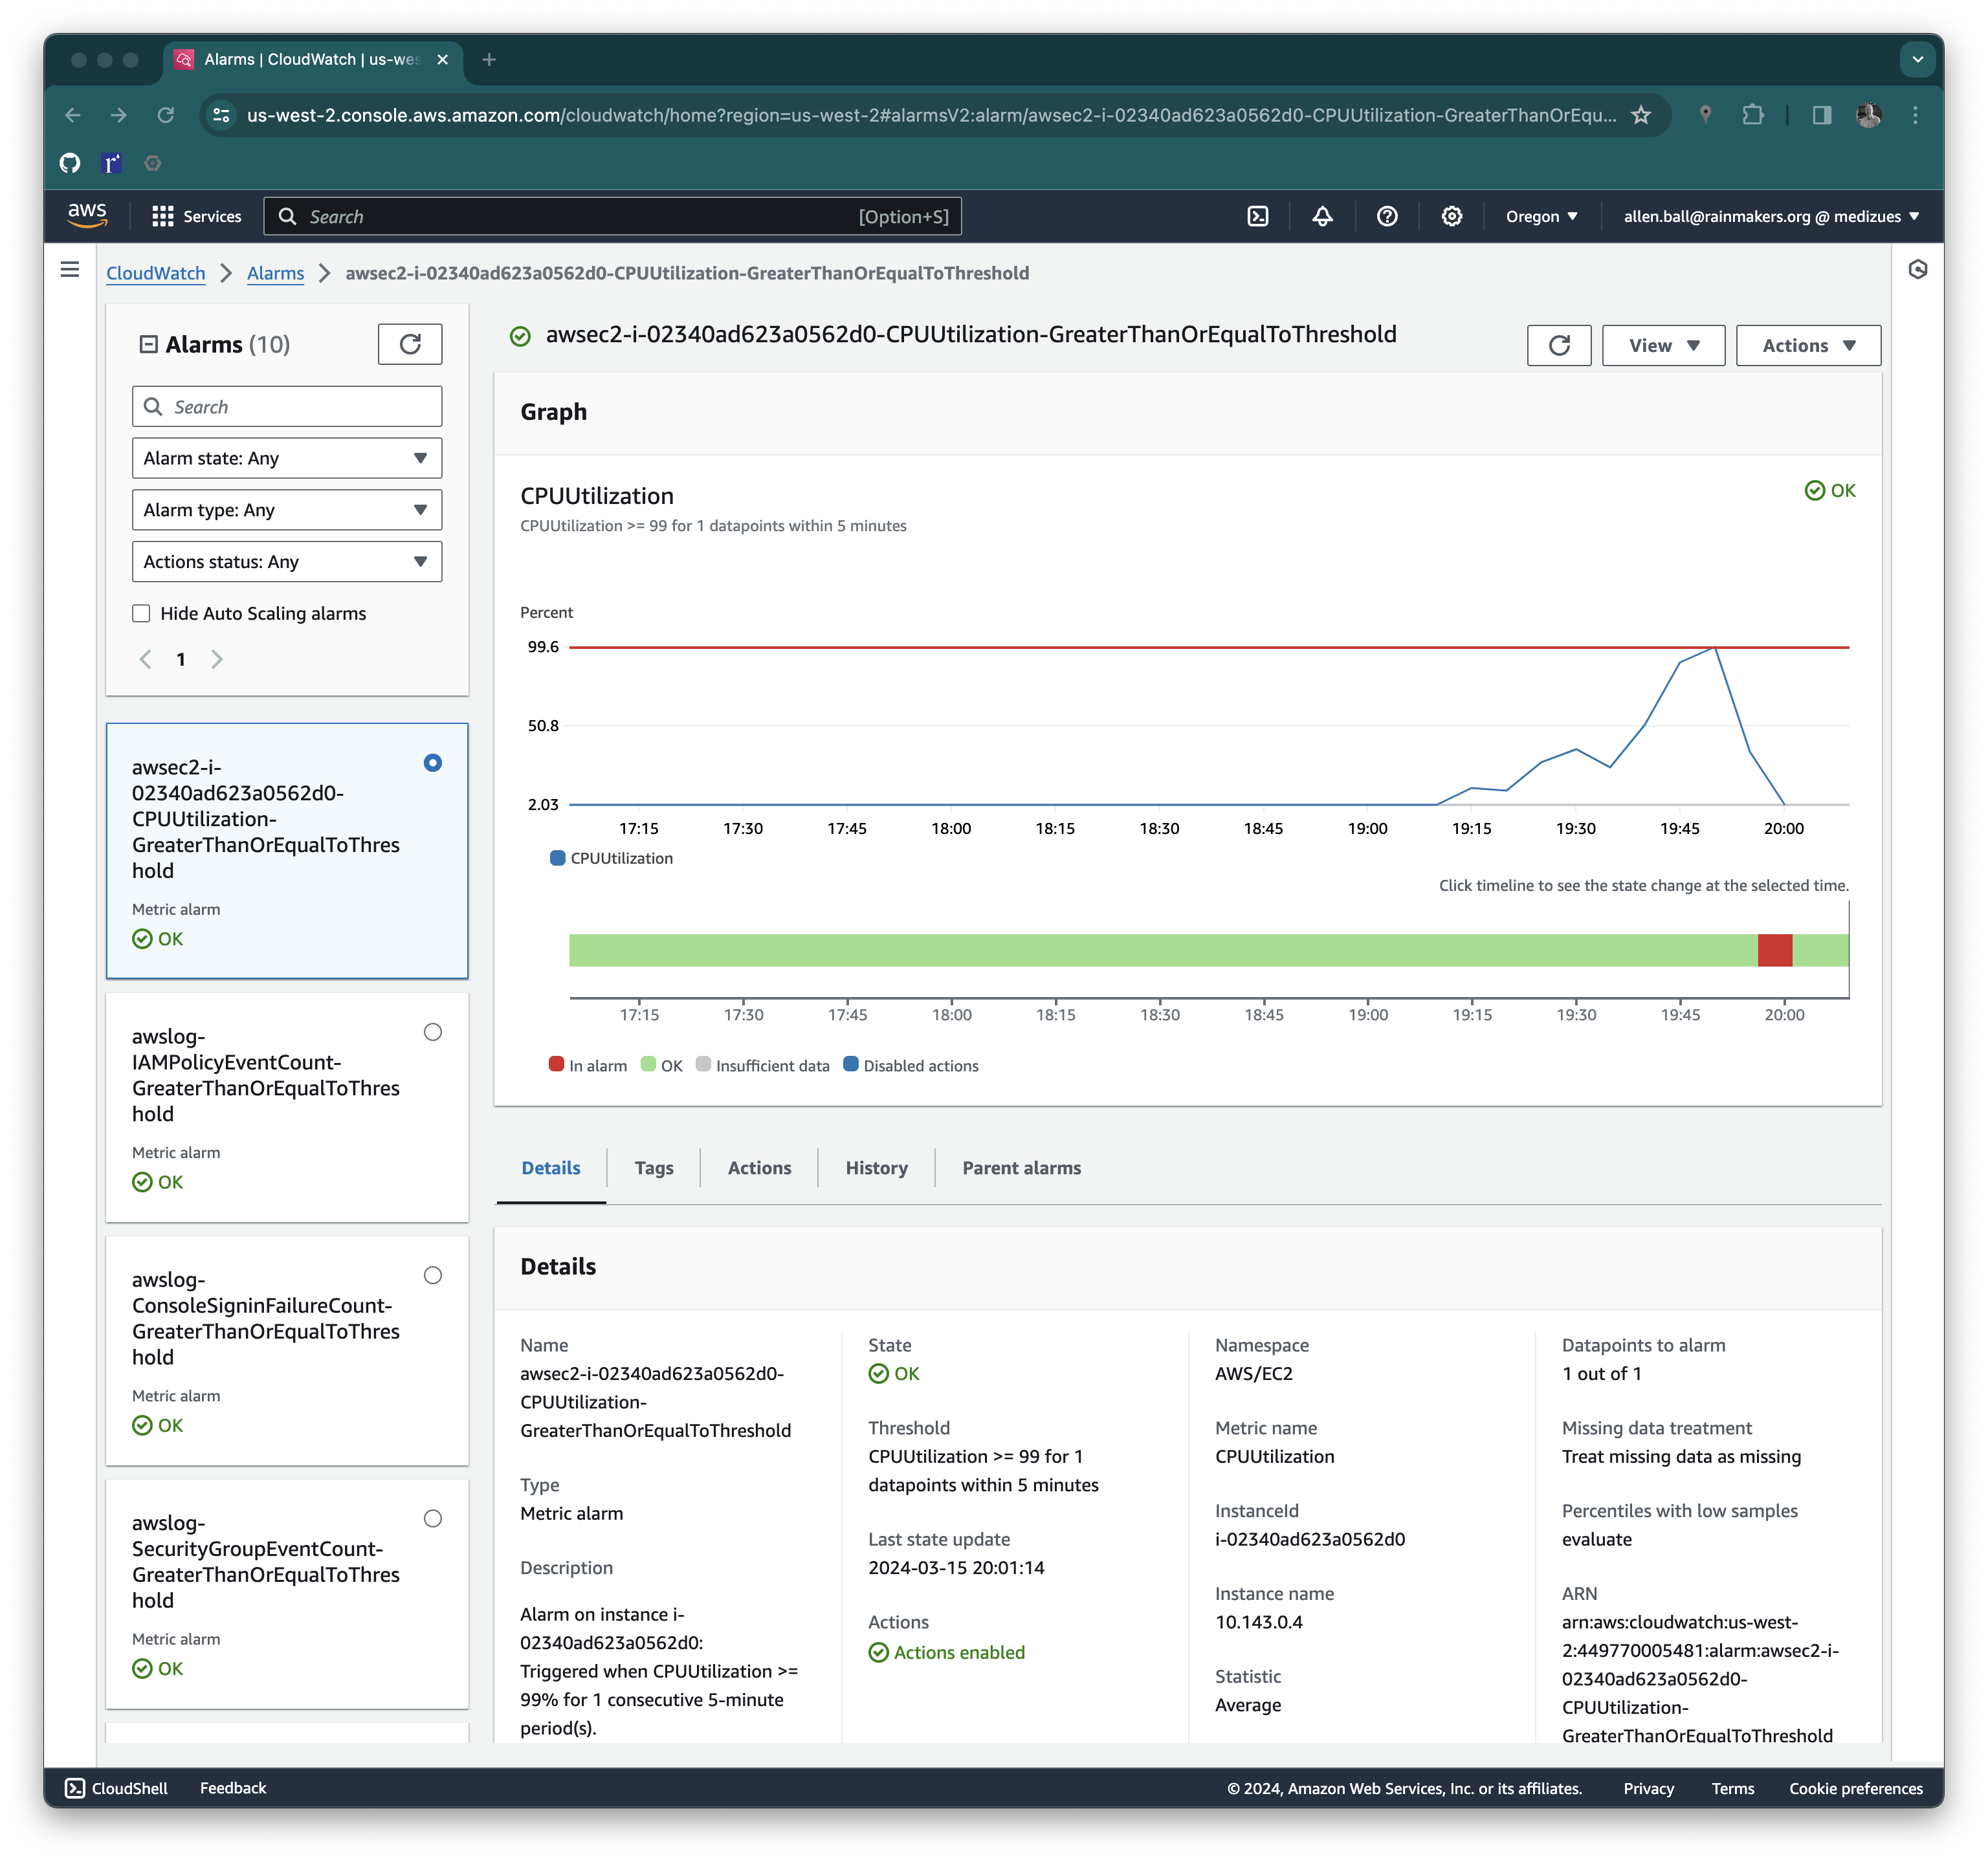 Alarms | CloudWatch | us-wes
us-west-2.console.aws.amazon.com/cloudwatch/home?region=us-west-2#alarmsV2:alarm/awsec2-i-02340ad623a0562d0-CPUUtilization-GreaterThanOrEqu...
r
aws
Services
Search
[Option+S]
Oregon
allen.ball@rainmakers.org @ medizues
CloudWatch
Alarms
awsec2-i-02340ad623a0562d0-CPUUtilization-GreaterThanOrEqualToThreshold
Alarms (10)
Search
Alarm state: Any
Alarm type: Any
Actions status: Any
Hide Auto Scaling alarms
1
awsec2-i-
02340ad623a0562d0-
CPUUtilization-
GreaterThanOrEqualToThres
hold
Metric alarm
OK
awslog-
IAMPolicyEventCount-
GreaterThanOrEqualToThres
hold
Metric alarm
OK
awslog-
ConsoleSigninFailureCount-
GreaterThanOrEqualToThres
hold
Metric alarm
OK
awslog-
SecurityGroupEventCount-
GreaterThanOrEqualToThres
hold
Metric alarm
OK
awsec2-i-02340ad623a0562d0-CPUUtilization-GreaterThanOrEqualToThreshold
View
Actions
Graph
CPUUtilization
OK
CPUUtilization >= 99 for 1 datapoints within 5 minutes
Percent
99.6
50.8
2.03
17:15 17:30 17:45 18:00 18:15 18:30 18:45 19:00 19:15 19:30 19:45 20:00
CPUUtilization
Click timeline to see the state change at the selected time.
17:15 17:30 17:45 18:00 18:15 18:30 18:45 19:00 19:15 19:30 19:45 20:00
In alarm OK Insufficient data Disabled actions
Details
Tags
Actions
History
Parent alarms
Details
Name
awsec2-i-02340ad623a0562d0-
CPUUtilization-
GreaterThanOrEqualToThreshold
Type
Metric alarm
Description
Alarm on instance i-
02340ad623a0562d0:
Triggered when CPUUtilization >=
99% for 1 consecutive 5-minute
period(s).
State
OK
Threshold
CPUUtilization >= 99 for 1
datapoints within 5 minutes
Last state update
2024-03-15 20:01:14
Actions
Actions enabled
Namespace
AWS/EC2
Metric name
CPUUtilization
InstanceId
i-02340ad623a0562d0
Instance name
10.143.0.4
Statistic
Average
Datapoints to alarm
1 out of 1
Missing data treatment
Treat missing data as missing
Percentiles with low samples
evaluate
ARN
arn:aws:cloudwatch:us-west-
2:449770005481:alarm:awsec2-i-
02340ad623a0562d0-
CPUUtilization-
GreaterThanOrEqualToThreshold
CloudShell
Feedback
© 2024, Amazon Web Services, Inc. or its affiliates.
Privacy
Terms
Cookie preferences